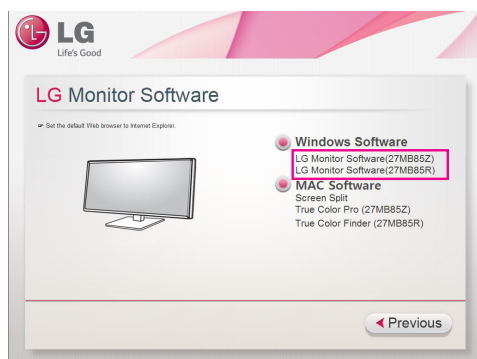 LG
Life's Good
LG Monitor Software
☞ Set the default Web browser to Internet Explorer.
Windows Software
LG Monitor Software(27MB85Z)
LG Monitor Software(27MB85R)
MAC Software
Screen Split
True Color Pro (27MB85Z)
True Color Finder (27MB85R)
Previous